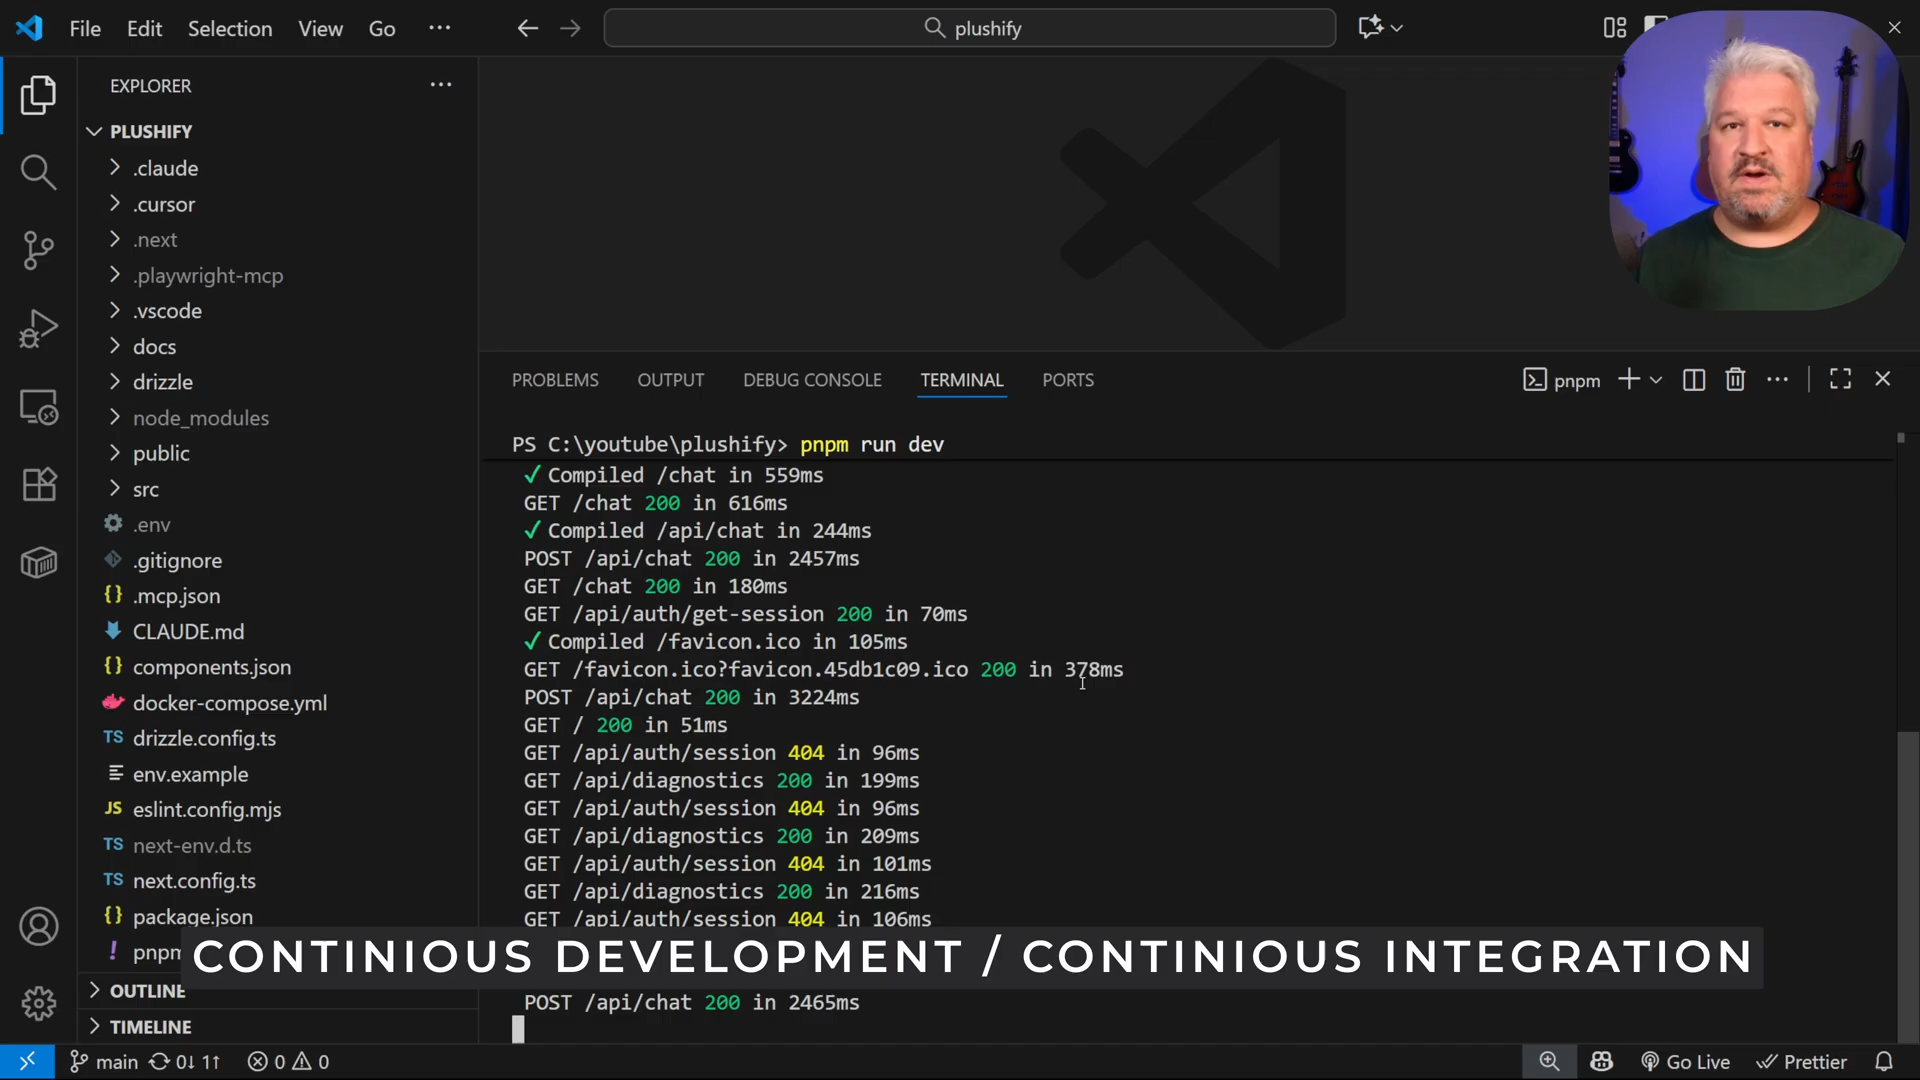 File Edit Selection View Go
plushify
EXPLORER
PLUSHIFY
.claude
.cursor
.next
.playwright-mcp
.vscode
docs
drizzle
node_modules
public
src
.env
.gitignore
.mcp.json
CLAUDE.md
components.json
docker-compose.yml
drizzle.config.ts
env.example
eslint.config.mjs
next-env.d.ts
next.config.ts
package.json
pnpm
OUTLINE
TIMELINE
PROBLEMS OUTPUT DEBUG CONSOLE TERMINAL PORTS
pnpm
PS C:\youtube\plushify> pnpm run dev
✓ Compiled /chat in 559ms
GET /chat 200 in 616ms
✓ Compiled /api/chat in 244ms
POST /api/chat 200 in 2457ms
GET /chat 200 in 180ms
GET /api/auth/get-session 200 in 70ms
✓ Compiled /favicon.ico in 105ms
GET /favicon.ico?favicon.45db1c09.ico 200 in 378ms
POST /api/chat 200 in 3224ms
GET / 200 in 51ms
GET /api/auth/session 404 in 96ms
GET /api/diagnostics 200 in 199ms
GET /api/auth/session 404 in 96ms
GET /api/diagnostics 200 in 209ms
GET /api/auth/session 404 in 101ms
GET /api/diagnostics 200 in 216ms
GET /api/auth/session 404 in 106ms
CONTINIOUS DEVELOPMENT / CONTINIOUS INTEGRATION
POST /api/chat 200 in 2465ms
main 0↓ 1↑ 0 0
Go Live Prettier